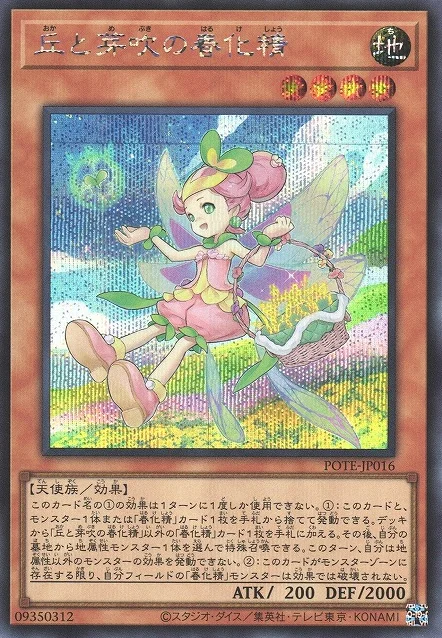 丘と芽吹の春化精
地
POTE-JP016
【天使族／効果】
このカード名の①の効果は１ターンに１度しか使用できない。①：このカードと、
モンスター１体または「春化精」カード１枚を手札から捨てて発動できる。デッキ
から「丘と芽吹の春化精」以外の「春化精」カード１枚を手札に加える。その後、自分の
墓地から地属性モンスター１体を選んで特殊召喚できる。このターン、自分は地
属性以外のモンスターの効果を発動できない。②：このカードがモンスターゾーンに
存在する限り、自分フィールドの「春化精」モンスターは効果では破壊されない。
ATK/ 200 DEF/2000
09350312
©スタジオ・ダイス／集英社・テレビ東京・KONAMI